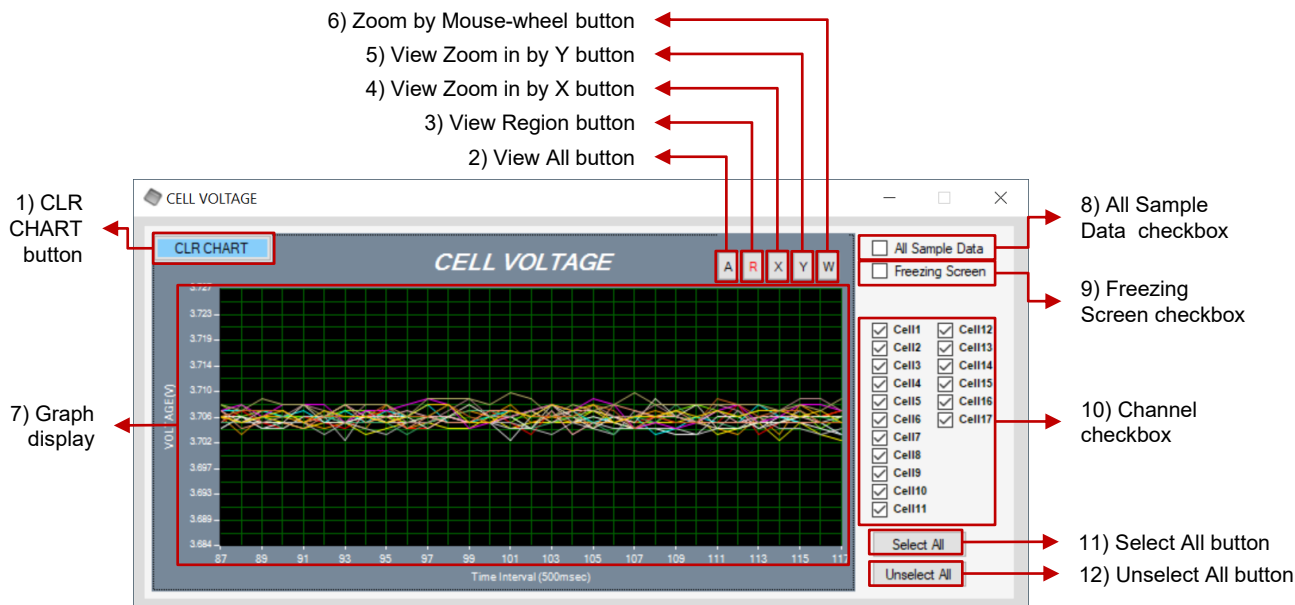 6) Zoom by Mouse-wheel button
5) View Zoom in by Y button
4) View Zoom in by X button
3) View Region button
2) View All button
1) CLR
CHART
button
CELL VOLTAGE
8) All Sample
Data checkbox
CLR CHART
CELL VOLTAGE
A R X Y W
All Sample Data
Freezing Screen
9) Freezing
Screen checkbox
3.727
3.723
3.719
3.714
3.710
3.706
3.702
3.697
3.693
3.689
3.684
VOLTAGE(V)
7) Graph
display
87 89 91 93 95 97 99 101 103 105 107 109 111 113 115 117
Time Interval (500msec)
Cell1 Cell12
Cell2 Cell13
Cell3 Cell14
Cell4 Cell15
Cell5 Cell16
Cell6 Cell17
Cell7
Cell8
Cell9
Cell10
Cell11
10) Channel
checkbox
Select All
11) Select All button
Unselect All
12) Unselect All button